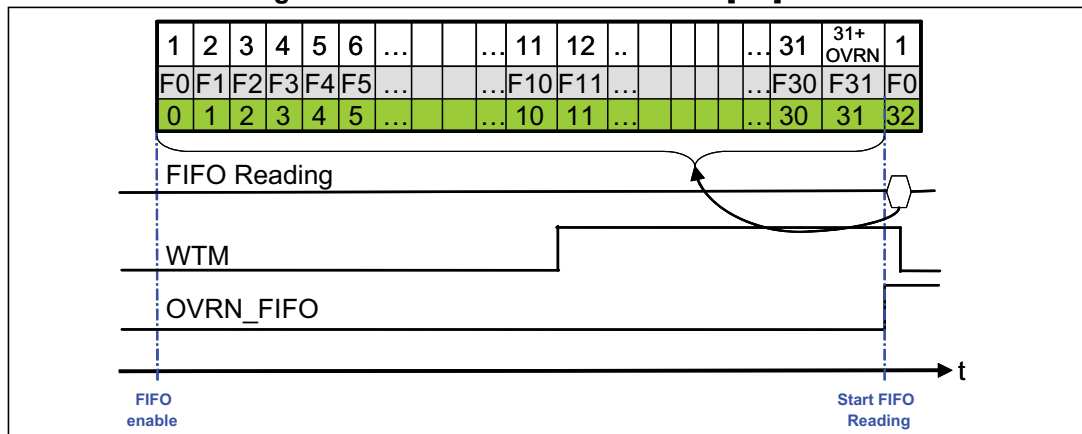 31+
1 2 3 4 5 6 ... ... 11 12 .. ... 31 OVRN 1
F0 F1 F2 F3 F4 F5 ... ...F10 F11 ... ...F30 F31 F0
0 1 2 3 4 5 ... ... 10 11 ... ... 30 31 32
FIFO Reading
WTM
OVRN_FIFO
t
FIFO
enable
Start FIFO
Reading